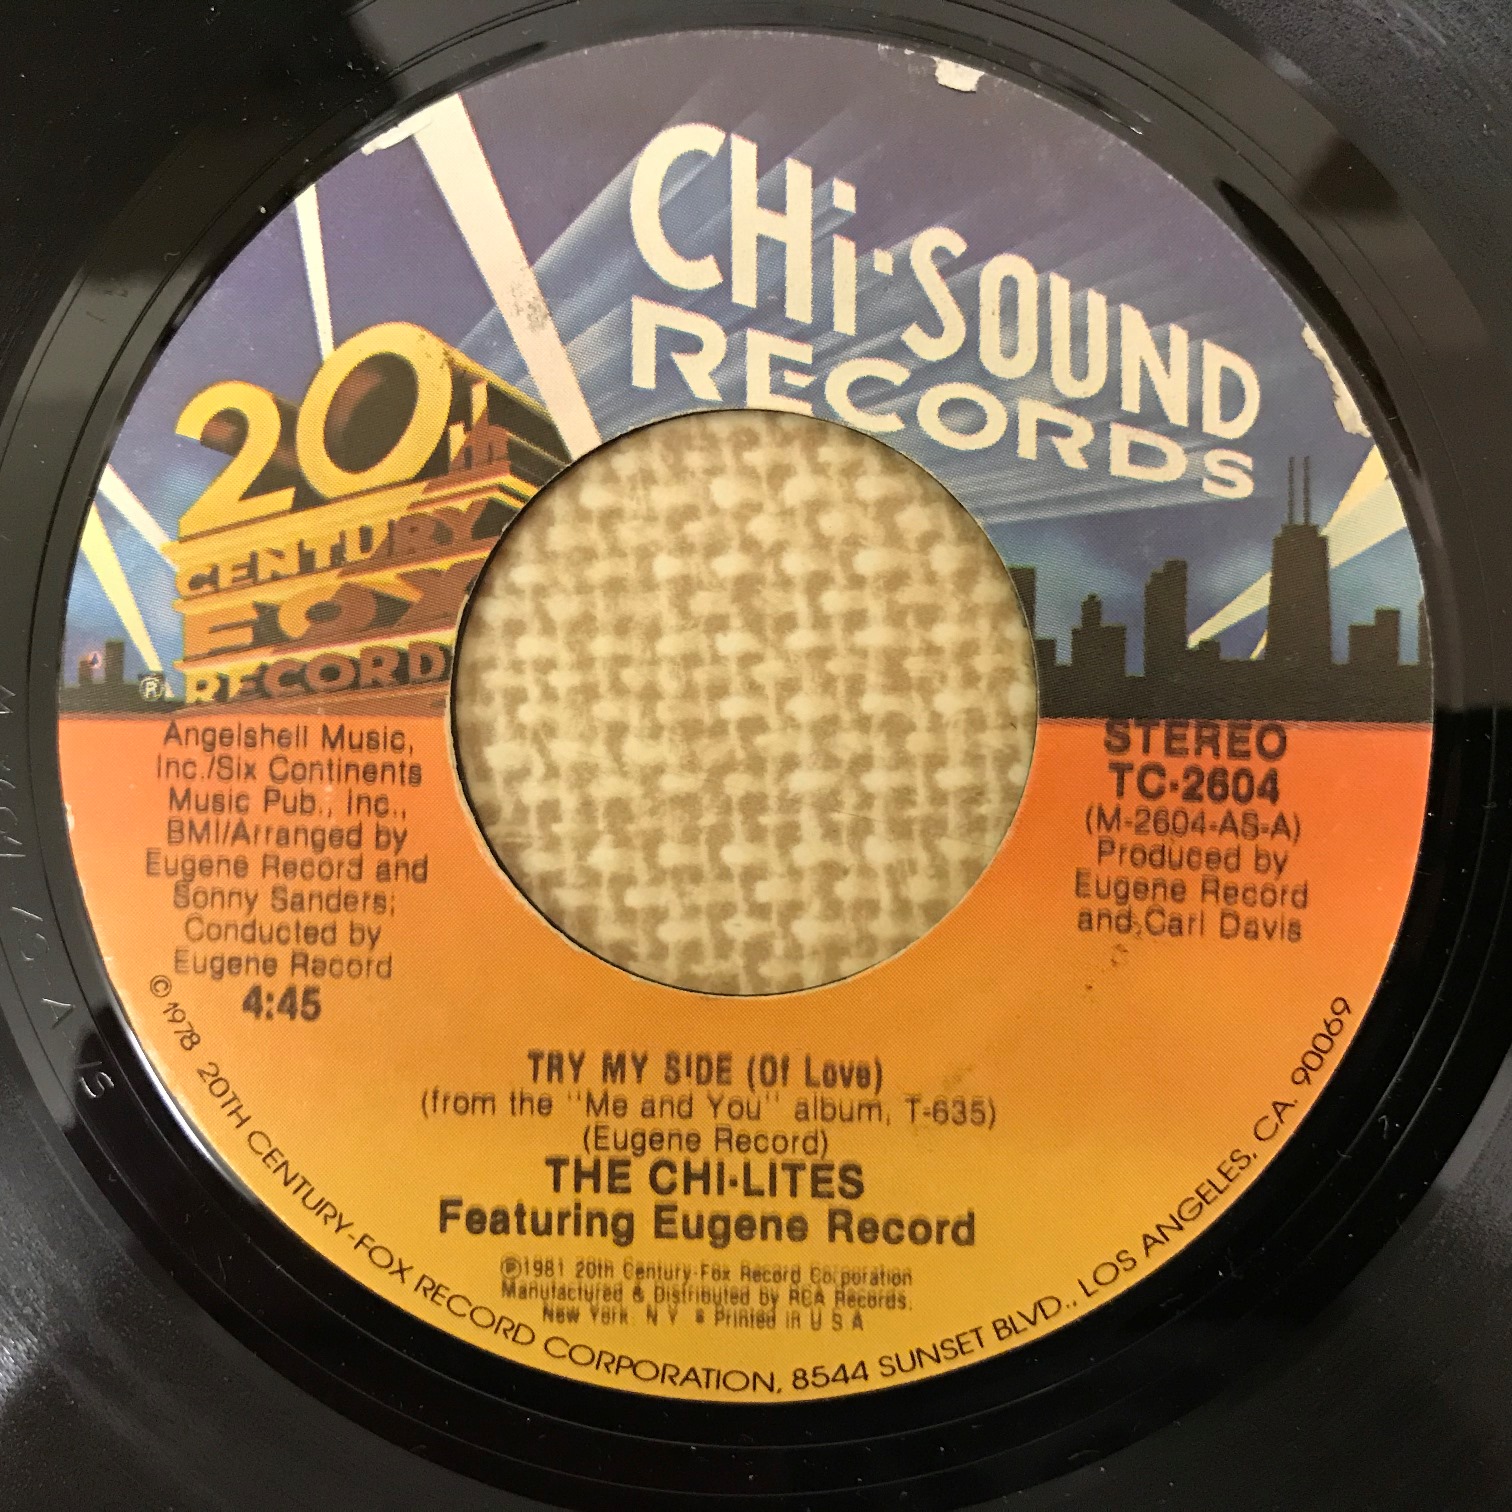 CHi-SOUND
RECORDS
20th
CENTURY
FOX
RECORDS
®
Angelshell Music,
Inc./Six Continents
Music Pub., Inc.,
BMI/Arranged by
Eugene Record and
Sonny Sanders;
Conducted by
Eugene Record
4:45
STEREO
TC-2604
(M-2604-AS-A)
Produced by
Eugene Record
and Carl Davis
TRY MY SIDE (Of Love)
(from the "Me and You" album, T-635)
(Eugene Record)
THE CHI-LITES
Featuring Eugene Record
℗1981 20th Century-Fox Record Corporation
Manufactured & Distributed by RCA Records,
New York, N Y • Printed in U S A
© 1978 20TH CENTURY-FOX RECORD CORPORATION, 8544 SUNSET BLVD., LOS ANGELES, CA. 90069